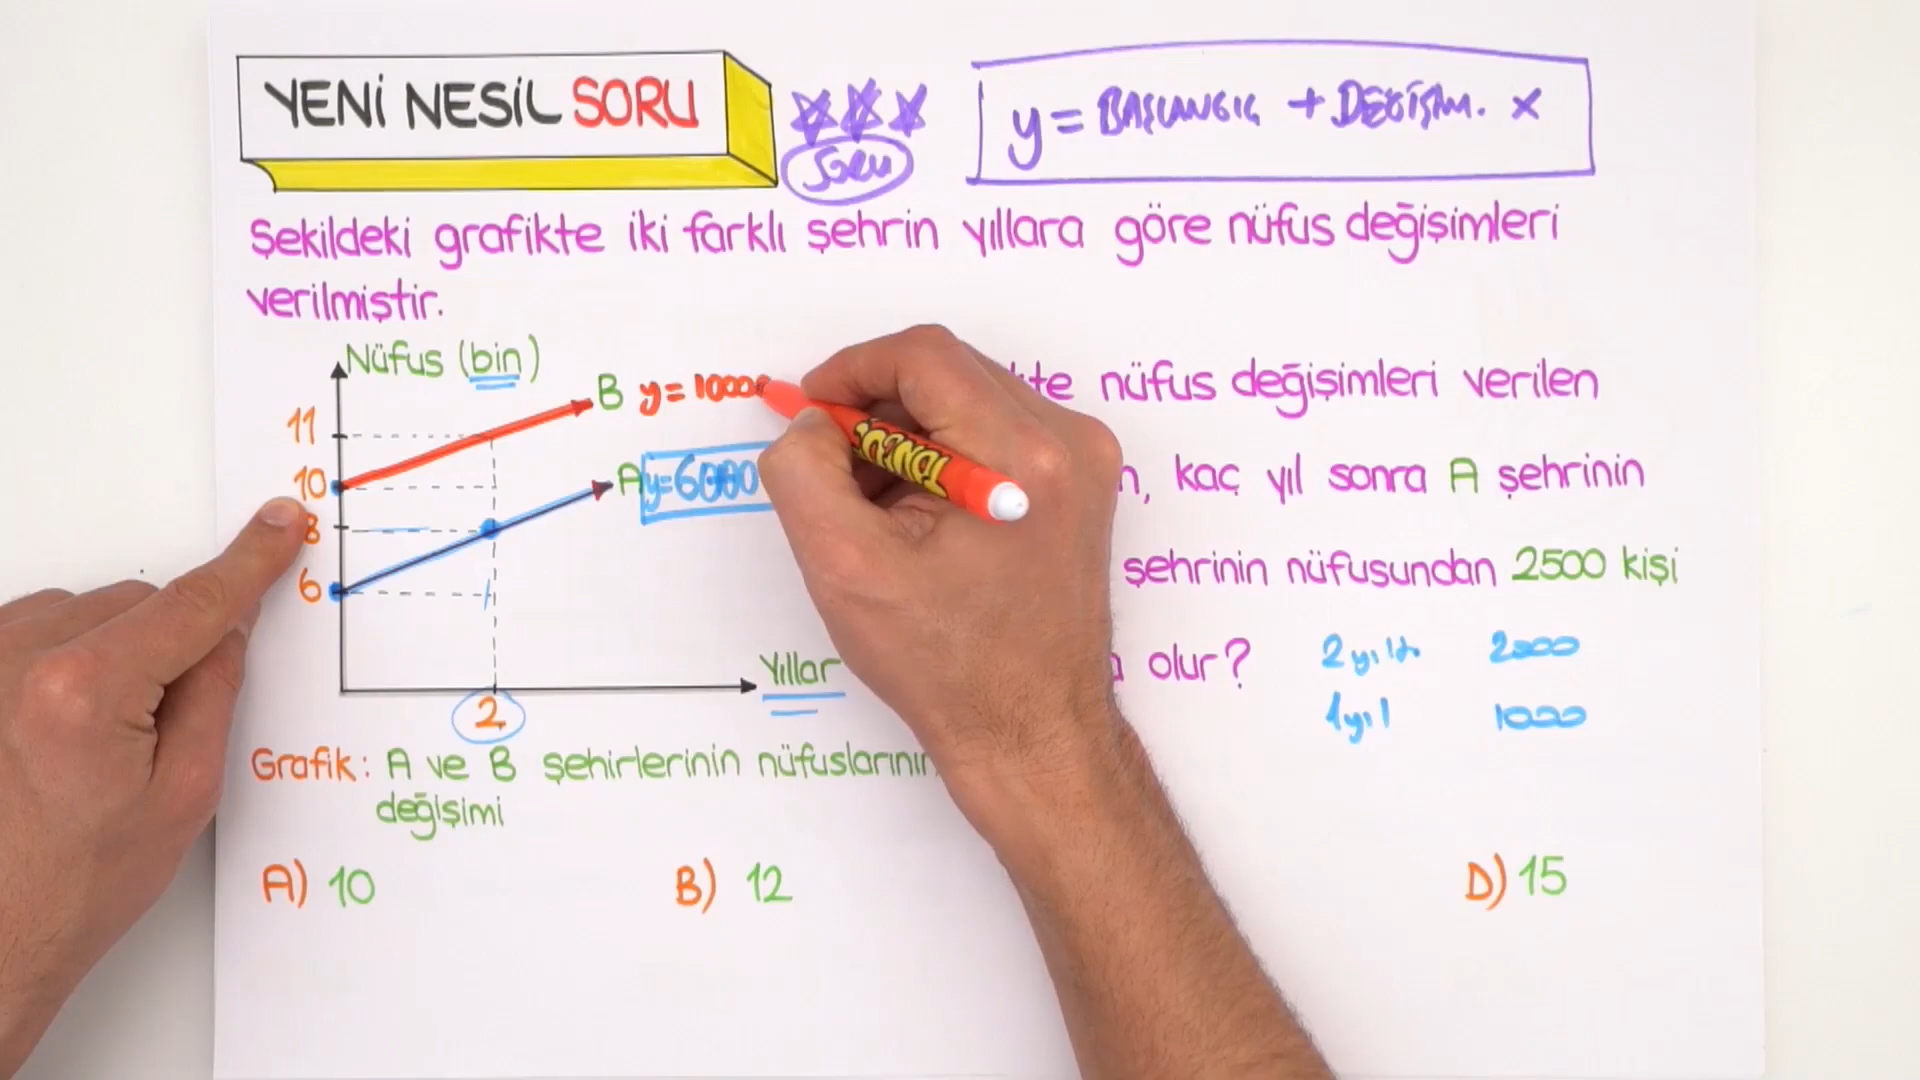 YENİ NESİL SORU
Soru
y = BAŞLANGIÇ + DEĞİŞİM. x
Şekildeki grafikte iki farklı şehrin yıllara göre nüfus değişimleri
verilmiştir.
Nüfus (bin)
11
10
8
6
B y = 1000
A y=6000
Yıllar
2
nüfus değişimleri verilen
kaç yıl sonra A şehrinin
şehrinin nüfusundan 2500 kişi
olur?
2 yılda 2000
1 yıl 1000
Grafik: A ve B şehirlerinin nüfuslarının
değişimi
A) 10
B) 12
D) 15
TONBUL